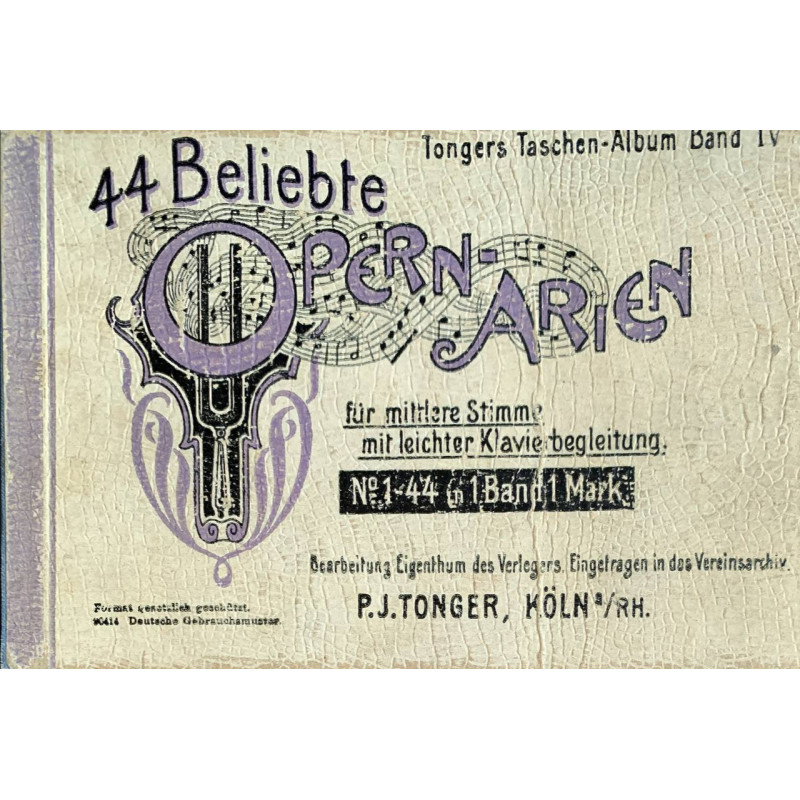 Tongers Taschen-Album Band IV
44 Beliebte
Opern-Arien
für mittlere Stimme
mit leichter Klavierbegleitung.
No. 1-44 in 1 Band 1 Mark.
Bearbeitung Eigenthum des Verlegers. Eingetragen in das Vereinsarchiv.
P.J. TONGER, KÖLN a/RH.
Format gesetzlich geschützt.
90414 Deutsche Gebrauchsmuster.